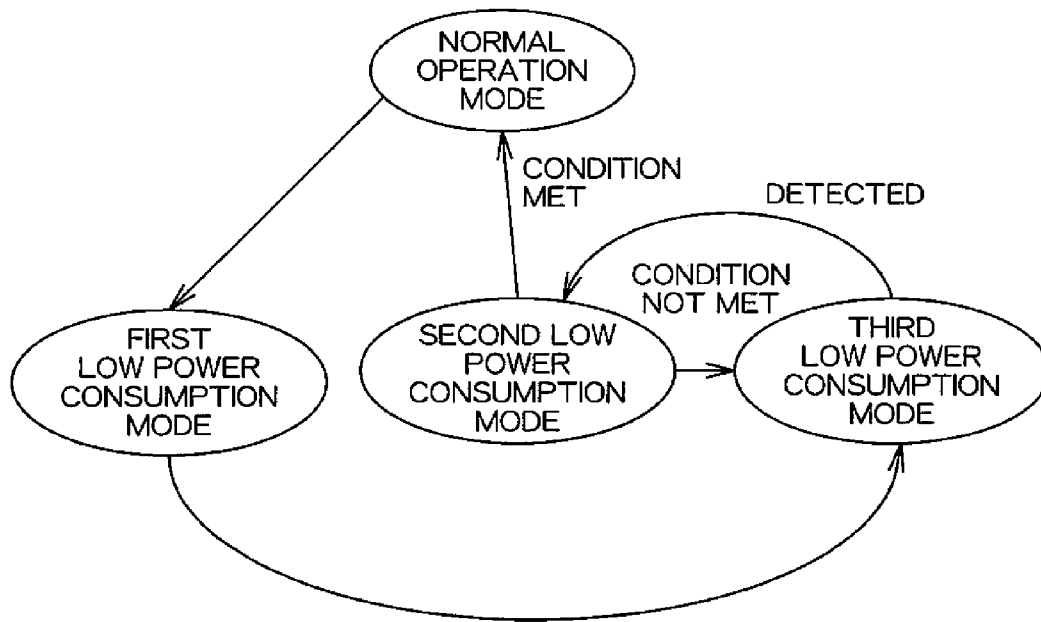 NORMAL
OPERATION
MODE
CONDITION
MET
DETECTED
CONDITION
NOT MET
FIRST
LOW POWER
CONSUMPTION
MODE
SECOND LOW
POWER
CONSUMPTION
MODE
THIRD
LOW POWER
CONSUMPTION
MODE